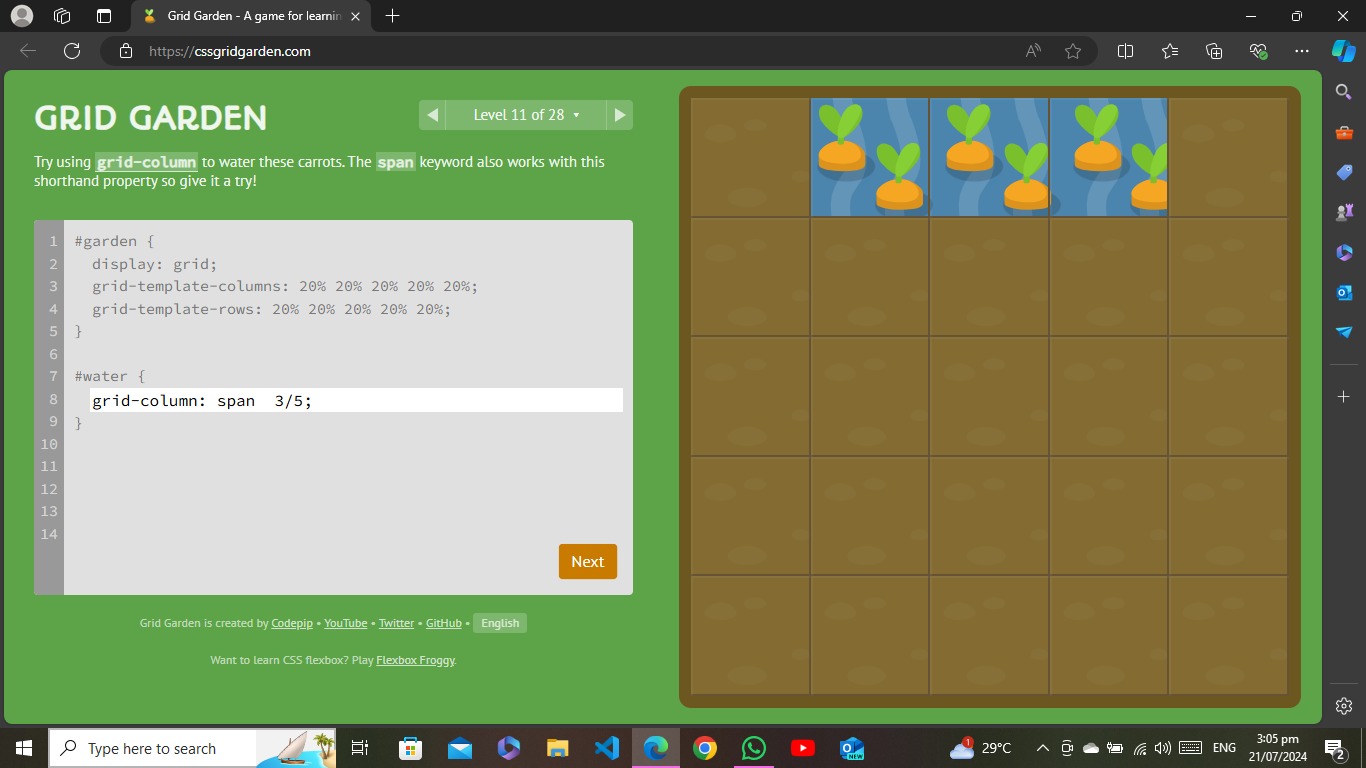 Grid Garden - A game for learnin
https://cssgridgarden.com
GRID GARDEN
Level 11 of 28
Try using grid-column to water these carrots. The span keyword also works with this
shorthand property so give it a try!
1 #garden {
2 display: grid;
3 grid-template-columns: 20% 20% 20% 20% 20%;
4 grid-template-rows: 20% 20% 20% 20% 20%;
5 }
6
7 #water {
8 grid-column: span  3/5;
9 }
10
11
12
13
14
Next
Grid Garden is created by Codepip • YouTube • Twitter • GitHub • English
Want to learn CSS flexbox? Play Flexbox Froggy.
Type here to search
NEW
1
29°C
ENG
3:05 pm
21/07/2024
2